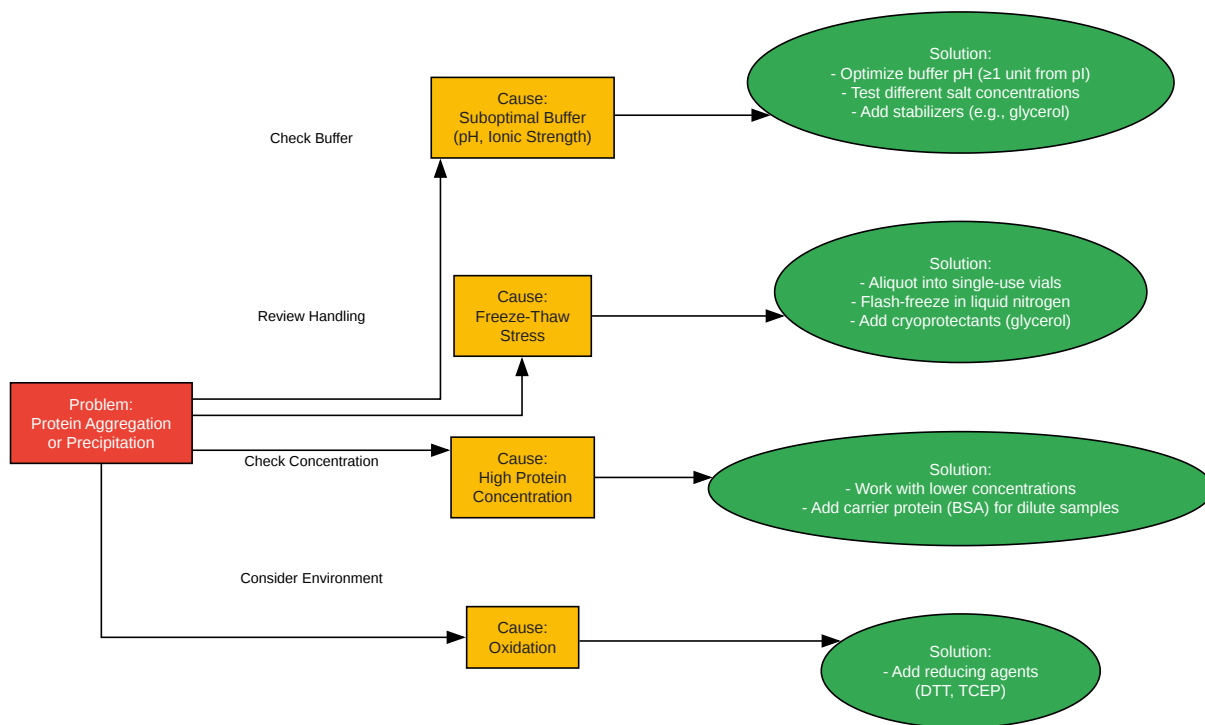 Problem:
Protein Aggregation
or Precipitation
Check Buffer
Cause:
Suboptimal Buffer
(pH, Ionic Strength)
Solution:
- Optimize buffer pH (≥1 unit from pI)
- Test different salt concentrations
- Add stabilizers (e.g., glycerol)
Review Handling
Cause:
Freeze-Thaw
Stress
Solution:
- Aliquot into single-use vials
- Flash-freeze in liquid nitrogen
- Add cryoprotectants (glycerol)
Check Concentration
Cause:
High Protein
Concentration
Solution:
- Work with lower concentrations
- Add carrier protein (BSA) for dilute samples
Consider Environment
Cause:
Oxidation
Solution:
- Add reducing agents
(DTT, TCEP)